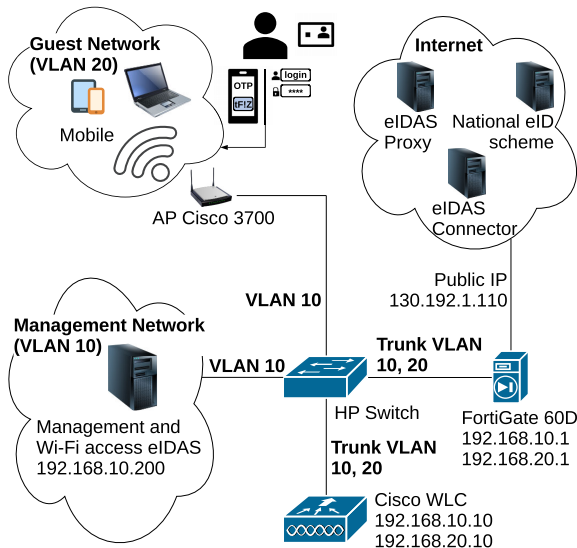 Guest Network
(VLAN 20)
Mobile
OTP
tF!Z
login
****
AP Cisco 3700
Internet
eIDAS
Proxy
National eID
scheme
eIDAS
Connector
Public IP
130.192.1.110
VLAN 10
Management Network
(VLAN 10)
Management and
Wi-Fi access eIDAS
192.168.10.200
VLAN 10
Trunk VLAN
10, 20
HP Switch
FortiGate 60D
192.168.10.1
192.168.20.1
Trunk VLAN
10, 20
Cisco WLC
192.168.10.10
192.168.20.10